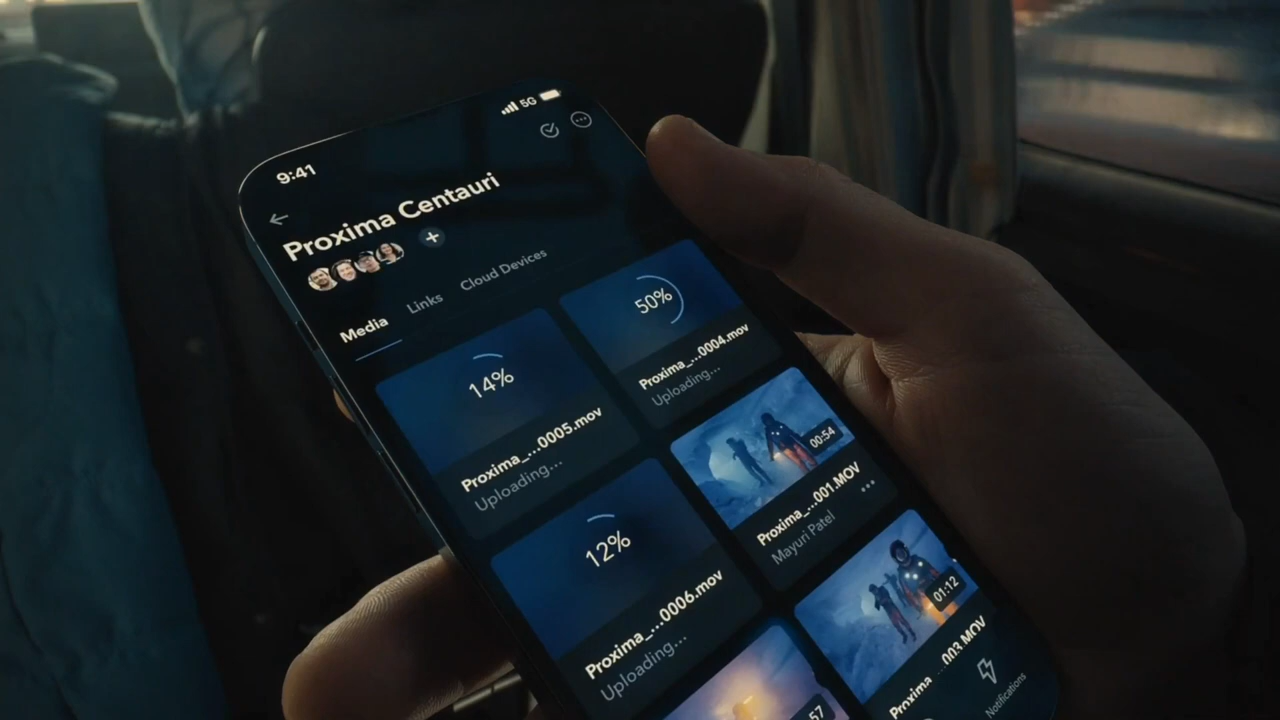 9:41
5G
Proxima Centauri
+
Media
Links
Cloud Devices
14%
Proxima_...0005.mov
Uploading...
50%
Proxima_...0004.mov
Uploading...
12%
Proxima_...0006.mov
Uploading...
00:54
Proxima_...001.MOV
Mayuri Patel
01:12
Proxima_...003.MOV
57
Notifications